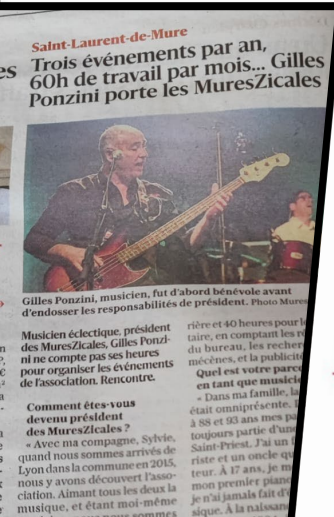 Saint-Laurent-de-Mure
es
Trois événements par an,
60h de travail par mois... Gilles
Ponzini porte les MuresZicales
Gilles Ponzini, musicien, fut d'abord bénévole avant
d'endosser les responsabilités de président. Photo Mures
Musicien éclectique, président
des MuresZicales, Gilles Ponzi-
ni ne compte pas ses heures
pour organiser les événements
de l'association. Rencontre.
Comment êtes-vous
devenu président
des MuresZicales ?
« Avec ma compagne, Sylvie,
quand nous sommes arrivés de
Lyon dans la commune en 2015,
nous y avons découvert l'asso-
ciation. Aimant tous les deux la
musique, et étant moi-même
nous sommes
rière et 40 heures pour l
taire, en comptant les r
du bureau, les recher
mécènes, et la publicit
Quel est votre parc
en tant que musici
« Dans ma famille, la
était omniprésente.
à 88 et 93 ans mes pa
toujours partie d'un
Saint-Priest. J'ai un f
riste et un oncle qu
teur. À 17 ans, je m
mon premier pian
je n'ai jamais fait d'
sique. À la naissan